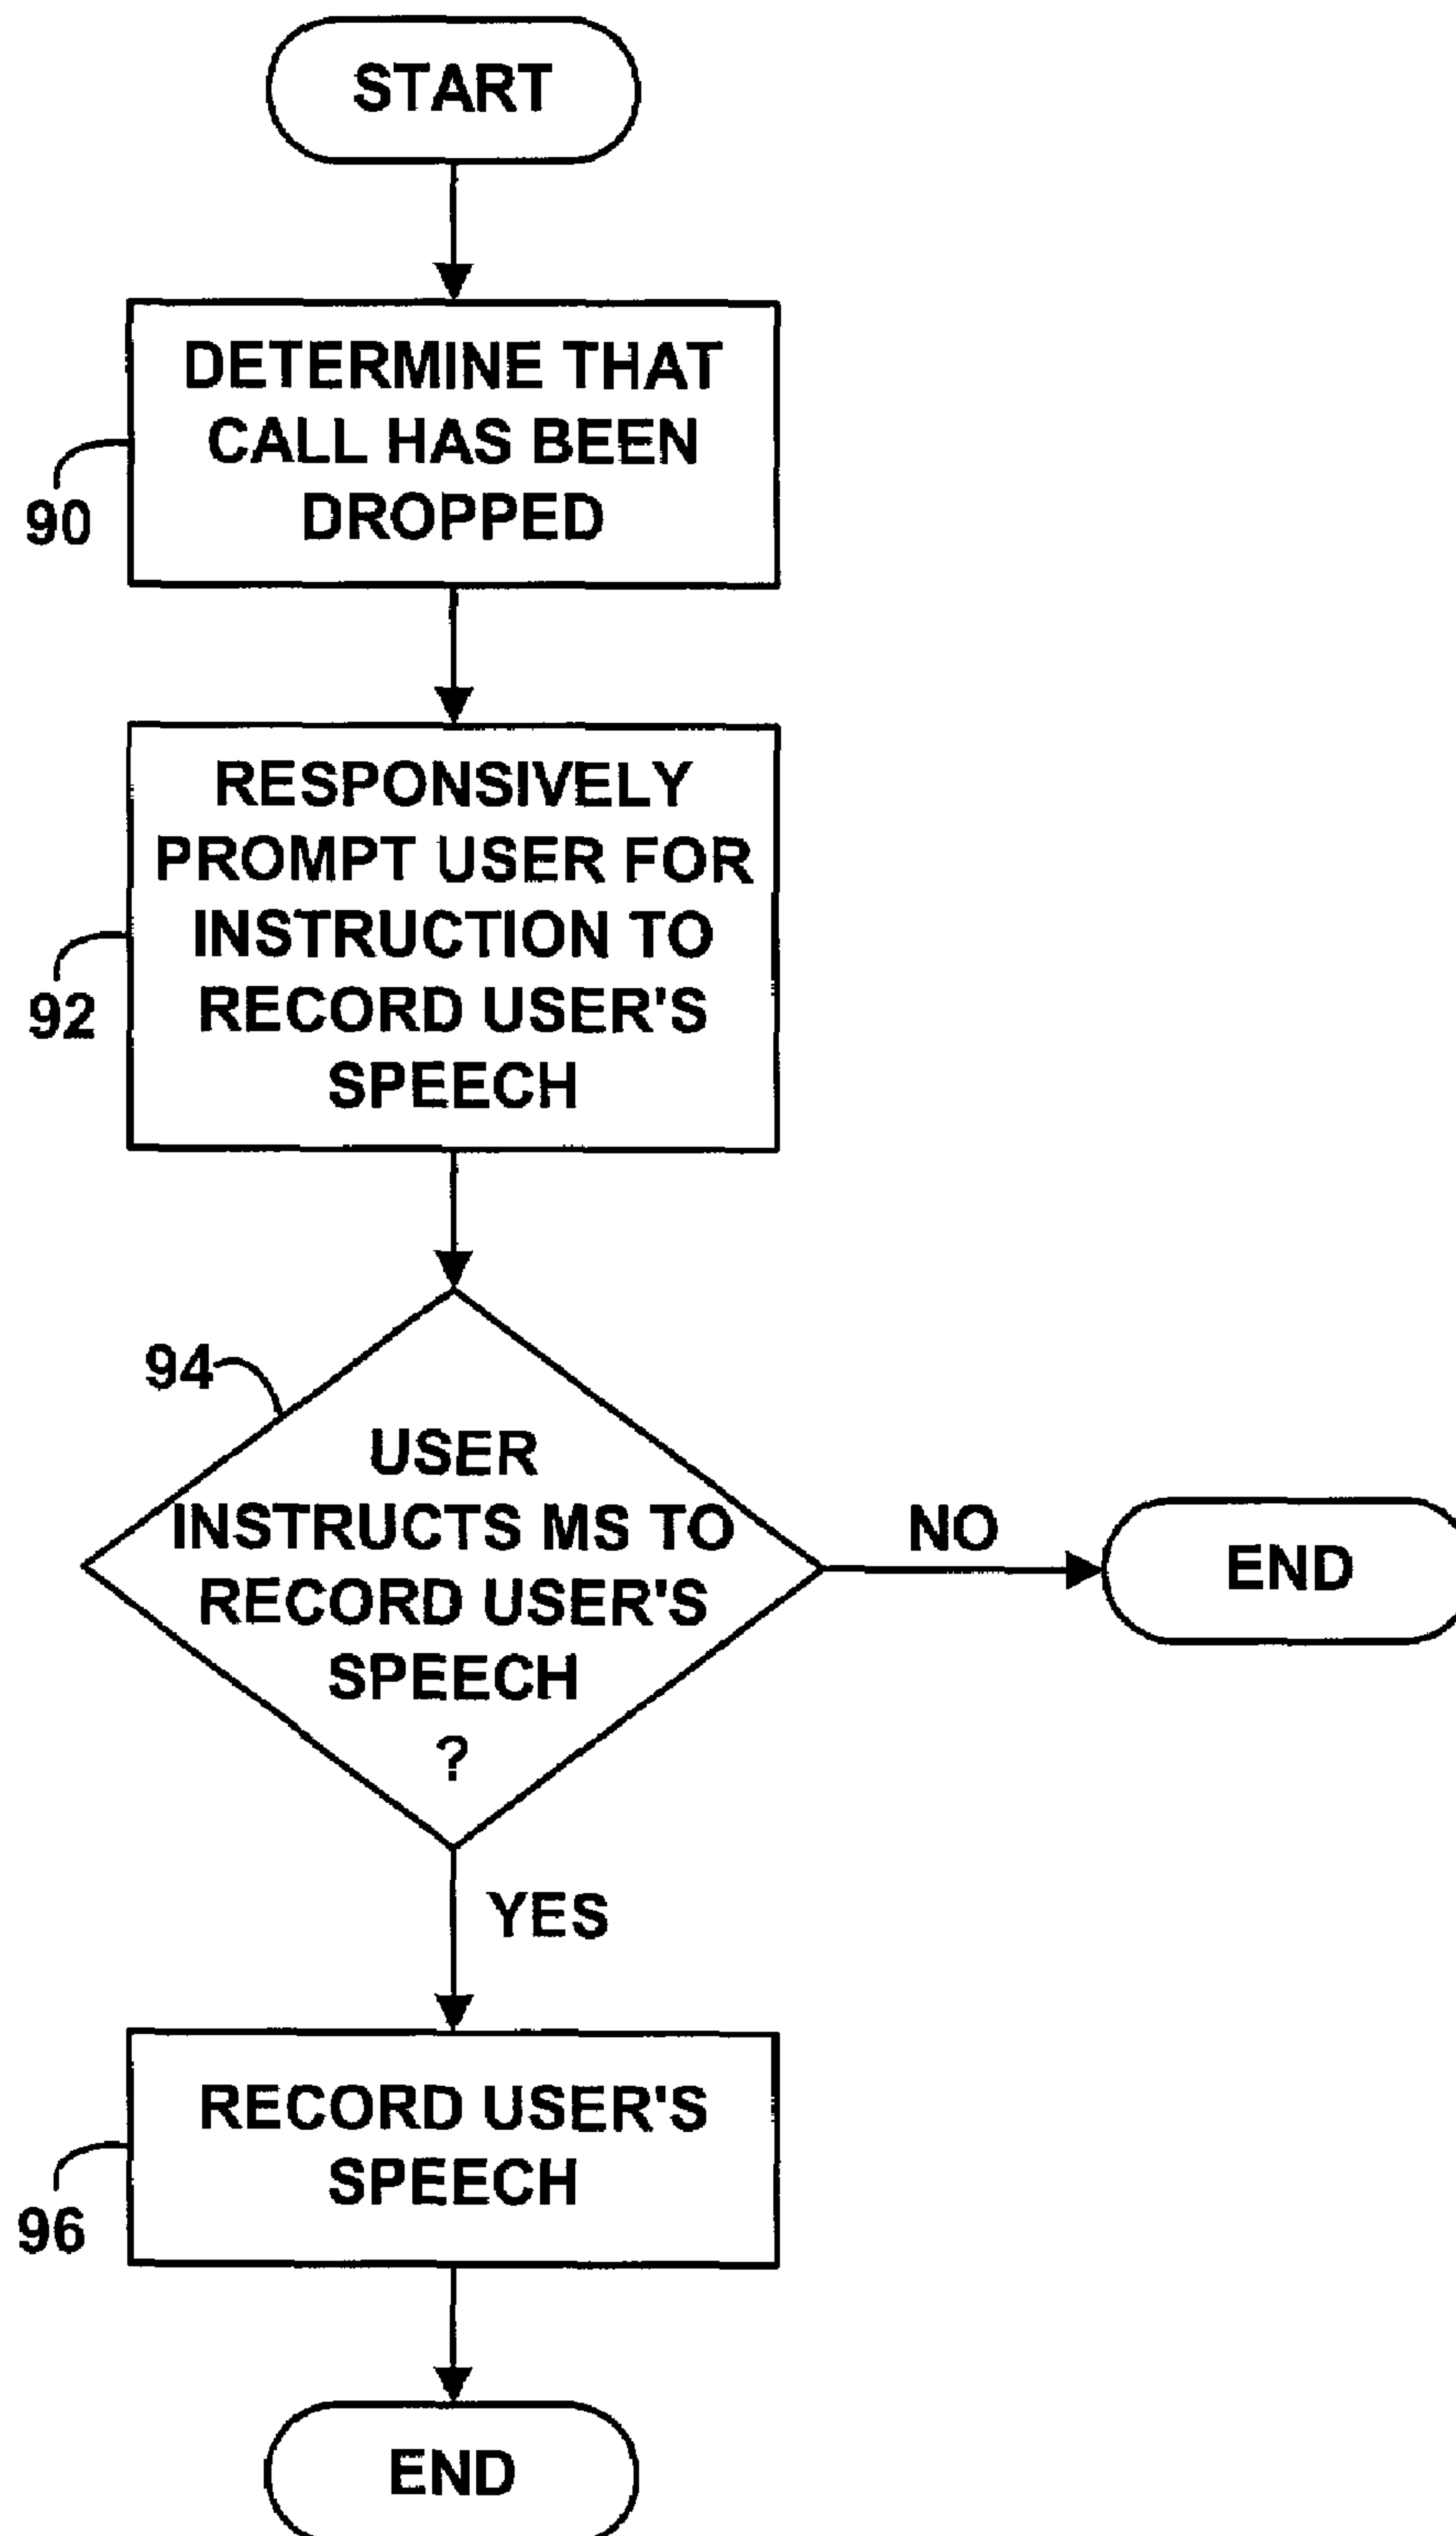 START
DETERMINE THAT
CALL HAS BEEN
DROPPED
90
RESPONSIVELY
PROMPT USER FOR
INSTRUCTION TO
RECORD USER'S
SPEECH
92
94
USER
INSTRUCTS MS TO
RECORD USER'S
SPEECH
?
NO
END
YES
RECORD USER'S
SPEECH
96
END